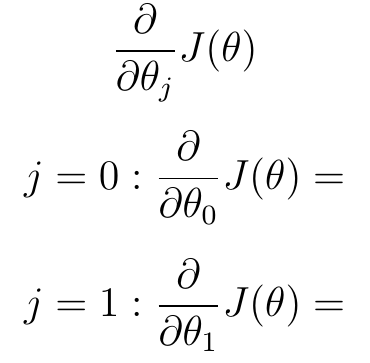 ∂/∂θ_j J(θ)
j = 0 : ∂/∂θ_0 J(θ) =
j = 1 : ∂/∂θ_1 J(θ) =